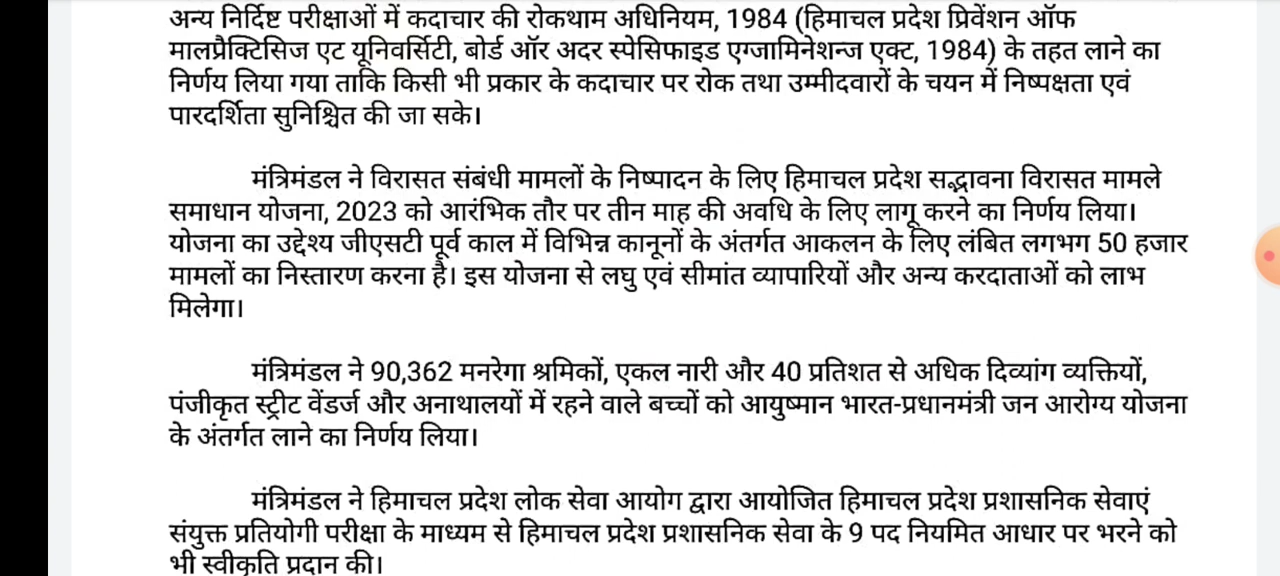 अन्य निर्दिष्ट परीक्षाओं में कदाचार की रोकथाम अधिनियम, 1984 (हिमाचल प्रदेश प्रिवेंशन ऑफ
मालप्रैक्टिसिज एट यूनिवर्सिटी, बोर्ड ऑर अदर स्पेसिफाइड एग्जामिनेशन्ज एक्ट, 1984) के तहत लाने का
निर्णय लिया गया ताकि किसी भी प्रकार के कदाचार पर रोक तथा उम्मीदवारों के चयन में निष्पक्षता एवं
पारदर्शिता सुनिश्चित की जा सके।
मंत्रिमंडल ने विरासत संबंधी मामलों के निष्पादन के लिए हिमाचल प्रदेश सद्भावना विरासत मामले
समाधान योजना, 2023 को आरंभिक तौर पर तीन माह की अवधि के लिए लागू करने का निर्णय लिया।
योजना का उद्देश्य जीएसटी पूर्व काल में विभिन्न कानूनों के अंतर्गत आकलन के लिए लंबित लगभग 50 हजार
मामलों का निस्तारण करना है। इस योजना से लघु एवं सीमांत व्यापारियों और अन्य करदाताओं को लाभ
मिलेगा।
मंत्रिमंडल ने 90,362 मनरेगा श्रमिकों, एकल नारी और 40 प्रतिशत से अधिक दिव्यांग व्यक्तियों,
पंजीकृत स्ट्रीट वेंडर्ज और अनाथालयों में रहने वाले बच्चों को आयुष्मान भारत-प्रधानमंत्री जन आरोग्य योजना
के अंतर्गत लाने का निर्णय लिया।
मंत्रिमंडल ने हिमाचल प्रदेश लोक सेवा आयोग द्वारा आयोजित हिमाचल प्रदेश प्रशासनिक सेवाएं
संयुक्त प्रतियोगी परीक्षा के माध्यम से हिमाचल प्रदेश प्रशासनिक सेवा के 9 पद नियमित आधार पर भरने को
भी स्वीकृति प्रदान की।